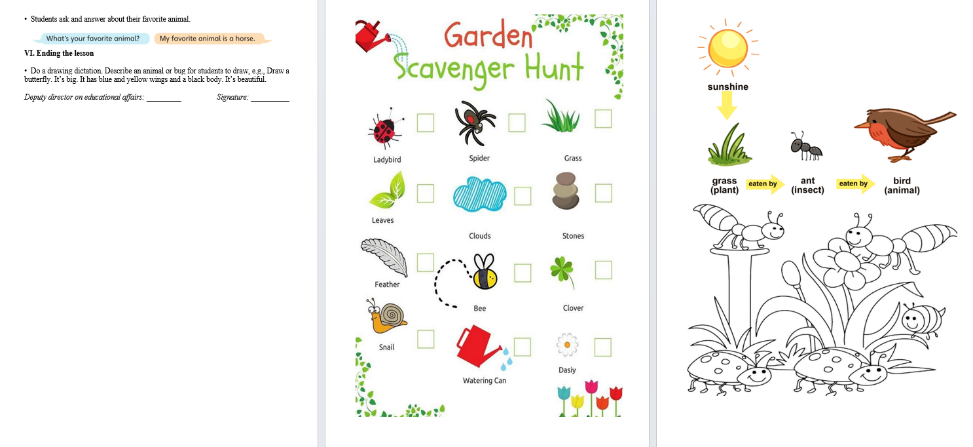 • Students ask and answer about their favorite animal.
What's your favorite animal? My favorite animal is a horse.
VI. Ending the lesson
• Do a drawing dictation. Describe an animal or bug for students to draw, e.g., Draw a
butterfly. It's big. It has blue and yellow wings and a black body. It's beautiful.
Deputy director on educational affairs: ________ Signature: ________
Garden
Scavenger Hunt
Ladybird Spider Grass
Leaves
Clouds Stones
Feather
Bee Clover
Snail
Watering Can
Dasiy
sunshine
grass
(plant)
eaten by
ant
(insect)
eaten by
bird
(animal)